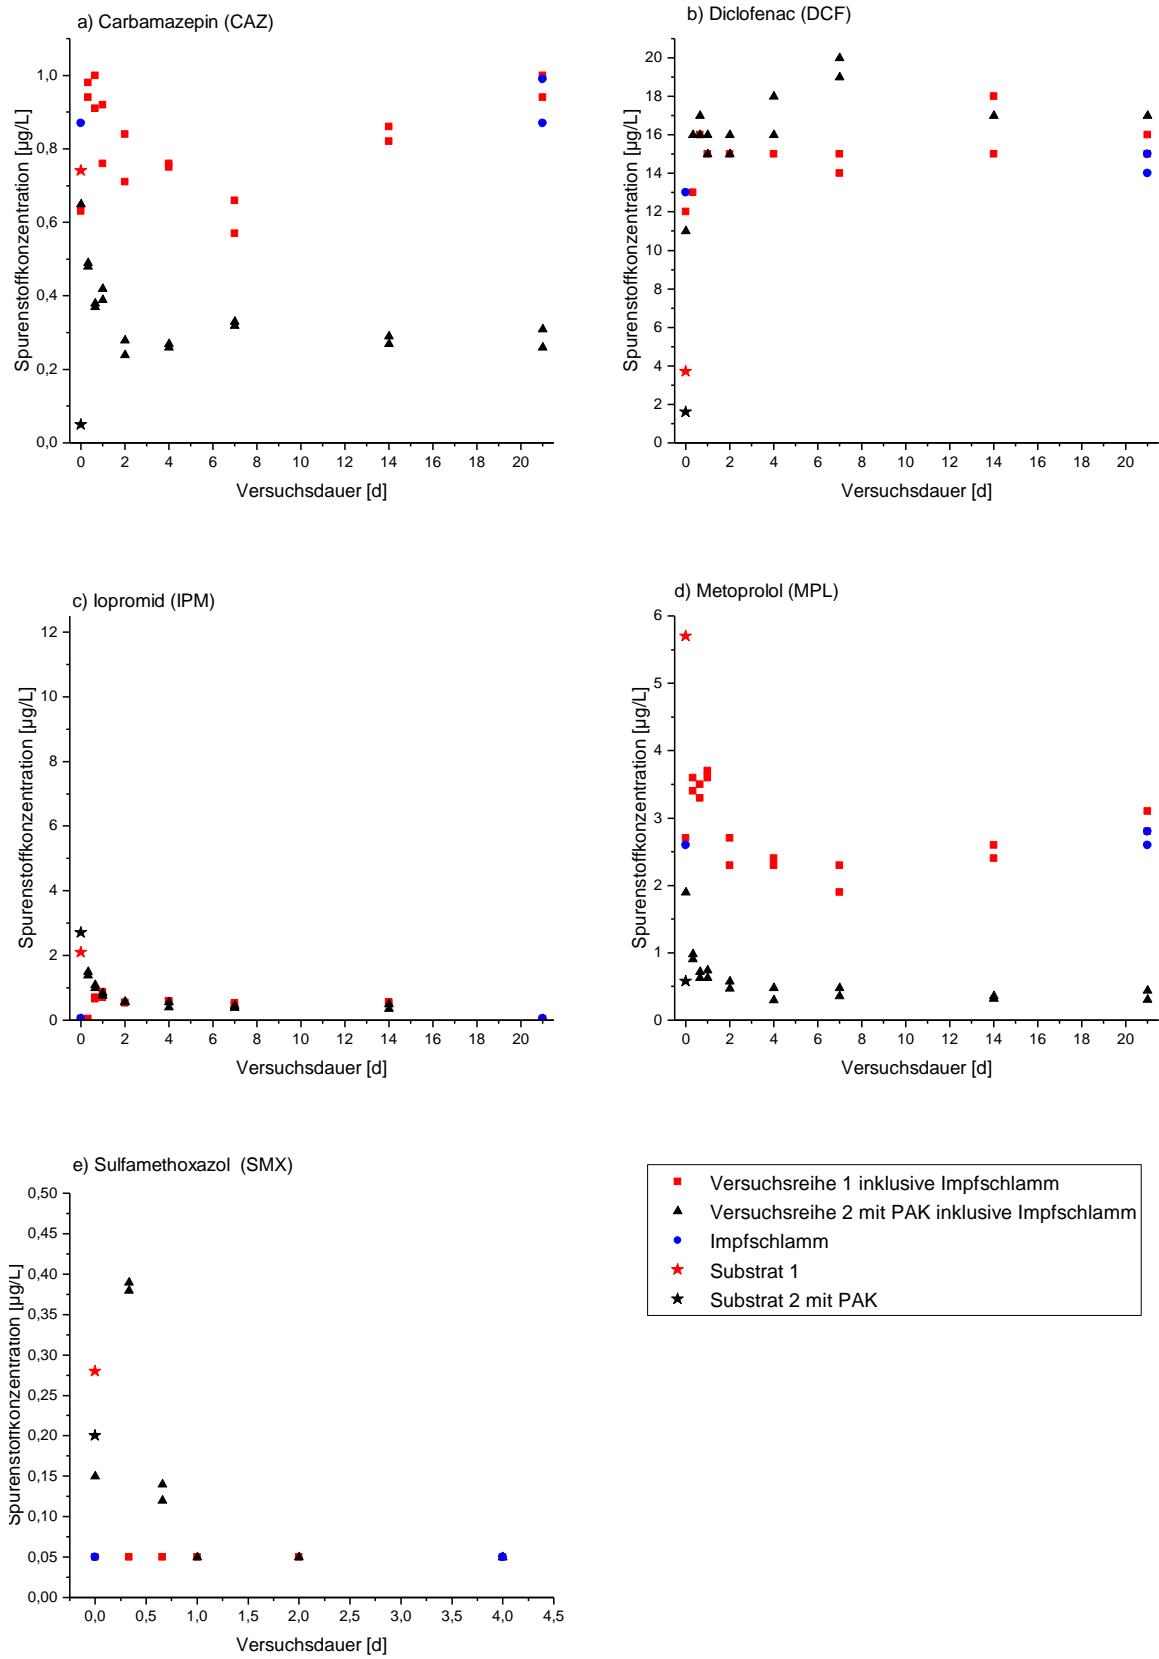 a) Carbamazepin (CAZ)
1,0
0,8
0,6
0,4
0,2
0,0
Spurenstoffkonzentration [µg/L]
0 2 4 6 8 10 12 14 16 18 20
Versuchsdauer [d]
b) Diclofenac (DCF)
20
18
16
14
12
10
8
6
4
2
0
Spurenstoffkonzentration [µg/L]
0 2 4 6 8 10 12 14 16 18 20
Versuchsdauer [d]
c) Iopromid (IPM)
12
10
8
6
4
2
0
Spurenstoffkonzentration [µg/L]
0 2 4 6 8 10 12 14 16 18 20
Versuchsdauer [d]
d) Metoprolol (MPL)
6
5
4
3
2
1
0
Spurenstoffkonzentration [µg/L]
0 2 4 6 8 10 12 14 16 18 20
Versuchsdauer [d]
e) Sulfamethoxazol (SMX)
0,50
0,45
0,40
0,35
0,30
0,25
0,20
0,15
0,10
0,05
0,00
Spurenstoffkonzentration [µg/L]
0,0 0,5 1,0 1,5 2,0 2,5 3,0 3,5 4,0 4,5
Versuchsdauer [d]
Versuchsreihe 1 inklusive Impfschlamm
Versuchsreihe 2 mit PAK inklusive Impfschlamm
Impfschlamm
Substrat 1
Substrat 2 mit PAK